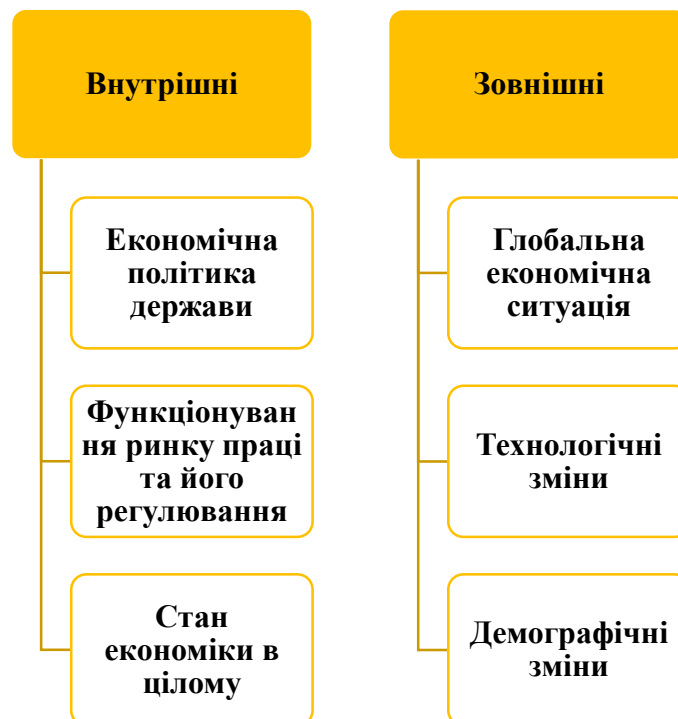 Внутрішні
Економічна
політика
держави
Функціонуван
ня ринку праці
та його
регулювання
Стан
економіки в
цілому
Зовнішні
Глобальна
економічна
ситуація
Технологічні
зміни
Демографічні
зміни